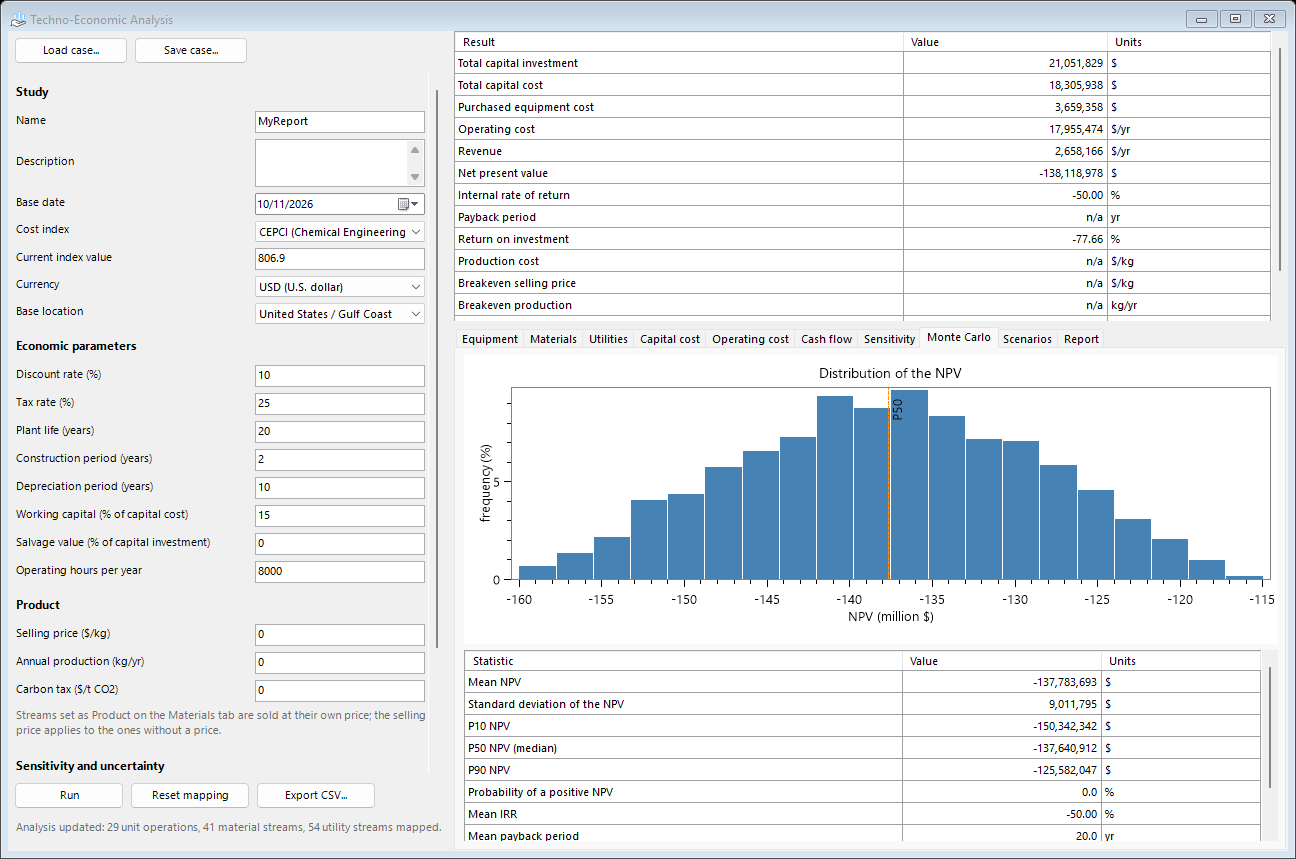 Techno-Economic Analysis
Load case...
Save case...
Study
Name
MyReport
Description
Base date
10/11/2026
Cost index
CEPCI (Chemical Engineering
Current index value
806.9
Currency
USD (U.S. dollar)
Base location
United States / Gulf Coast
Economic parameters
Discount rate (%)
10
Tax rate (%)
25
Plant life (years)
20
Construction period (years)
2
Depreciation period (years)
10
Working capital (% of capital cost)
15
Salvage value (% of capital investment)
0
Operating hours per year
8000
Product
Selling price ($/kg)
0
Annual production (kg/yr)
0
Carbon tax ($/t CO2)
0
Streams set as Product on the Materials tab are sold at their own price; the selling
price applies to the ones without a price.
Sensitivity and uncertainty
Run
Reset mapping
Export CSV...
Analysis updated: 29 unit operations, 41 material streams, 54 utility streams mapped.
Result Value Units
Total capital investment 21,051,829 $
Total capital cost 18,305,938 $
Purchased equipment cost 3,659,358 $
Operating cost 17,955,474 $/yr
Revenue 2,658,166 $/yr
Net present value -138,118,978 $
Internal rate of return -50.00 %
Payback period n/a yr
Return on investment -77.66 %
Production cost n/a $/kg
Breakeven selling price n/a $/kg
Breakeven production n/a kg/yr
Equipment Materials Utilities Capital cost Operating cost Cash flow Sensitivity Monte Carlo Scenarios Report
Distribution of the NPV
P50
frequency (%)
5
0
-160 -155 -150 -145 -140 -135 -130 -125 -120 -115
NPV (million $)
Statistic Value Units
Mean NPV -137,783,693 $
Standard deviation of the NPV 9,011,795 $
P10 NPV -150,342,342 $
P50 NPV (median) -137,640,912 $
P90 NPV -125,582,047 $
Probability of a positive NPV 0.0 %
Mean IRR -50.00 %
Mean payback period 20.0 yr